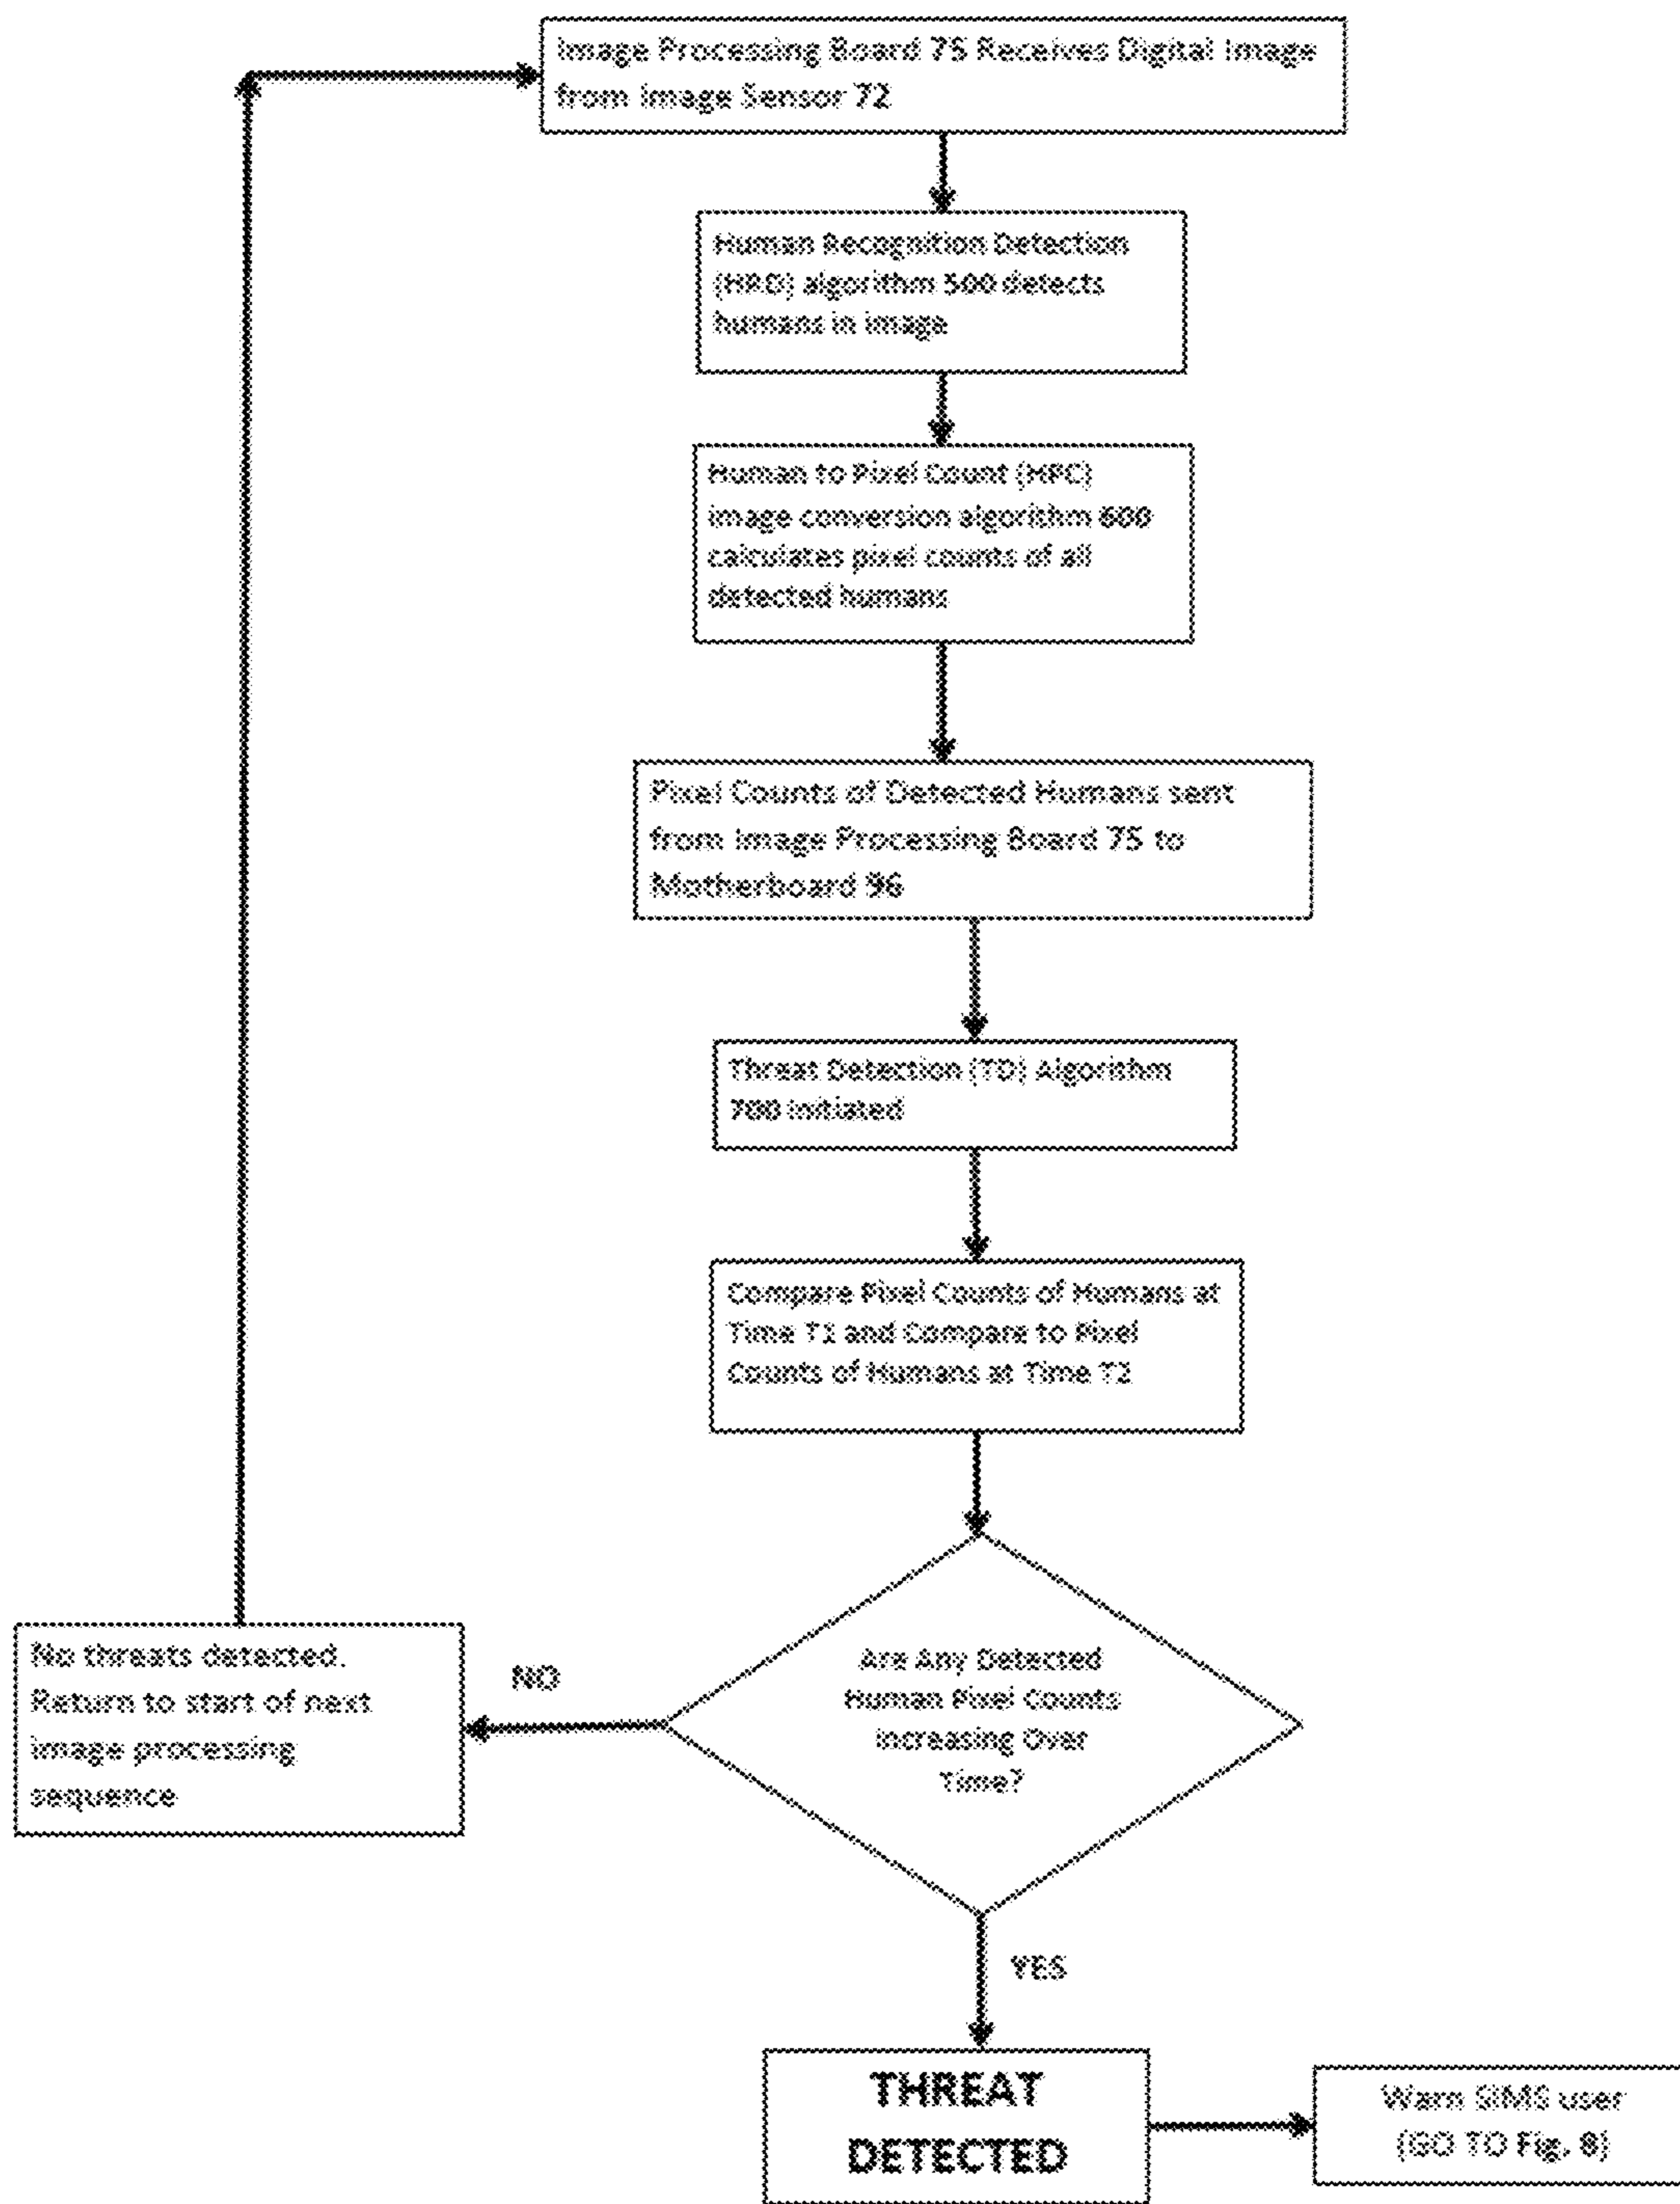 Image Processing Board 75 Receives Digital Image
from Image Sensor 72
Human Recognition Detection
(HRD) algorithm 500 detects
humans in image
Human to Pixel Count (HPC)
image conversion algorithm 600
calculates pixel counts of all
detected humans
Pixel Counts of Detected Humans sent
from Image Processing Board 75 to
Motherboard 96
Threat Detection (TD) Algorithm
700 Initiated
Compare Pixel Counts of Humans at
Time T1 and Compare to Pixel
Counts of Humans at Time T2
Are Any Detected
Human Pixel Counts
Increasing Over
Time?
NO
No threats detected.
Return to start of next
image processing
sequence
YES
THREAT
DETECTED
Warn SIMS user
(GO TO Fig. 8)